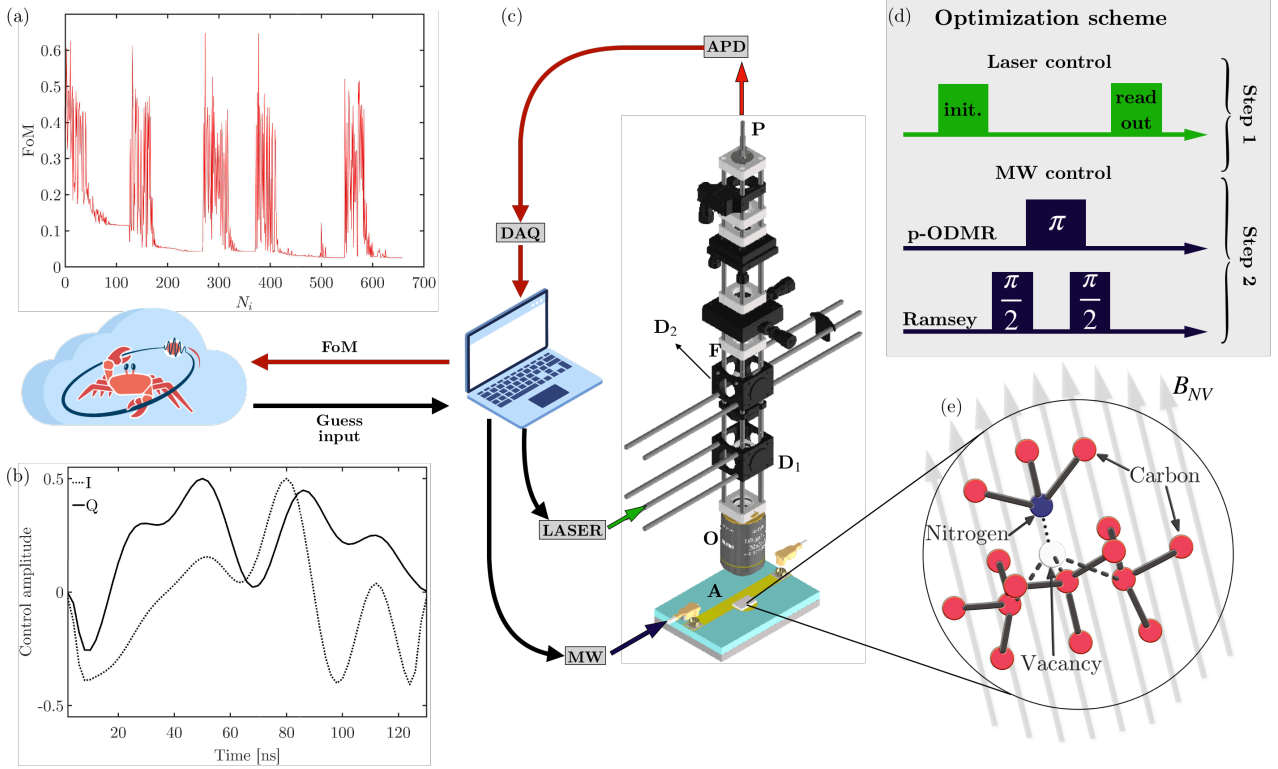 (a)
FoM
0.6
0.5
0.4
0.3
0.2
0.1
0
0 100 200 300 400 500 600 700
N_i
FoM
Guess
input
(b)
I
Q
Control amplitude
0.5
0
-0.5
20 40 60 80 100 120
Time [ns]
(c)
APD
DAQ
LASER
MW
P
D₂
F
D₁
O
A
(d)
Optimization scheme
Laser control
init.
read
out
Step 1
MW control
p-ODMR
π
Ramsey
π
2
π
2
Step 2
(e)
B_NV
Carbon
Nitrogen
Vacancy